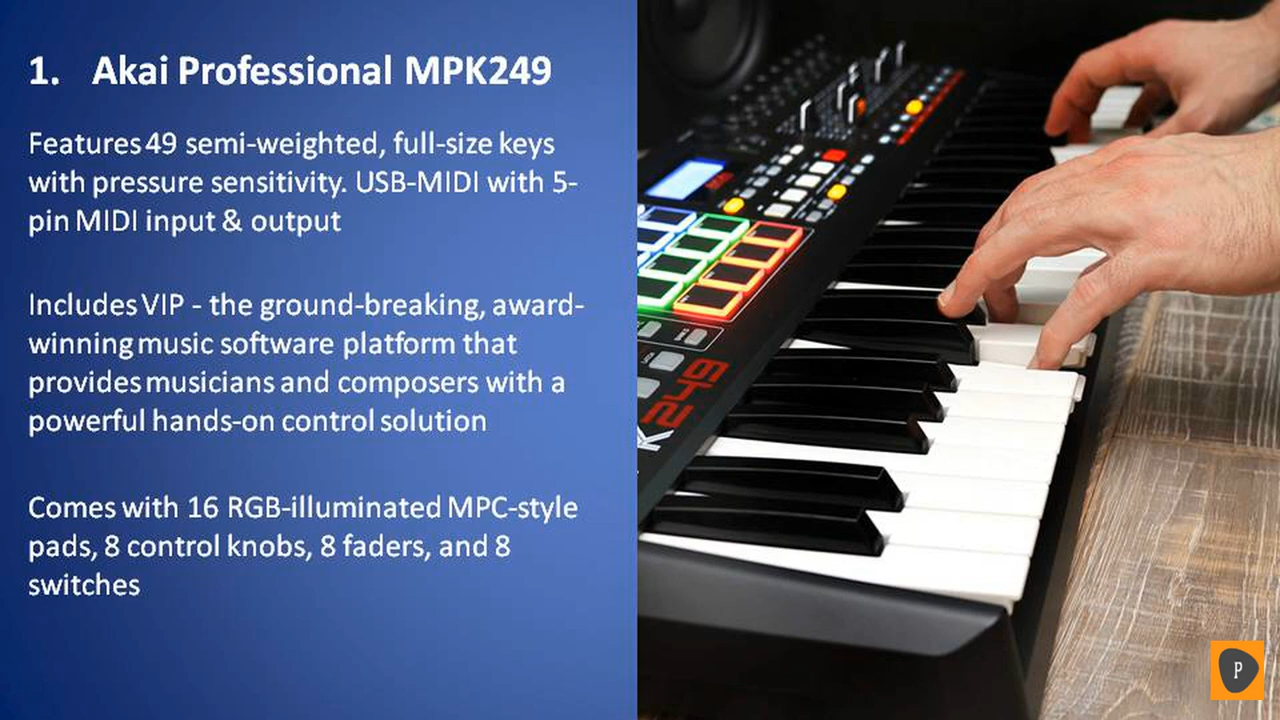 1. Akai Professional MPK249
Features 49 semi-weighted, full-size keys
with pressure sensitivity. USB-MIDI with 5-
pin MIDI input & output
Includes VIP - the ground-breaking, award-
winning music software platform that
provides musicians and composers with a
powerful hands-on control solution
Comes with 16 RGB-illuminated MPC-style
pads, 8 control knobs, 8 faders, and 8
switches
K249
P